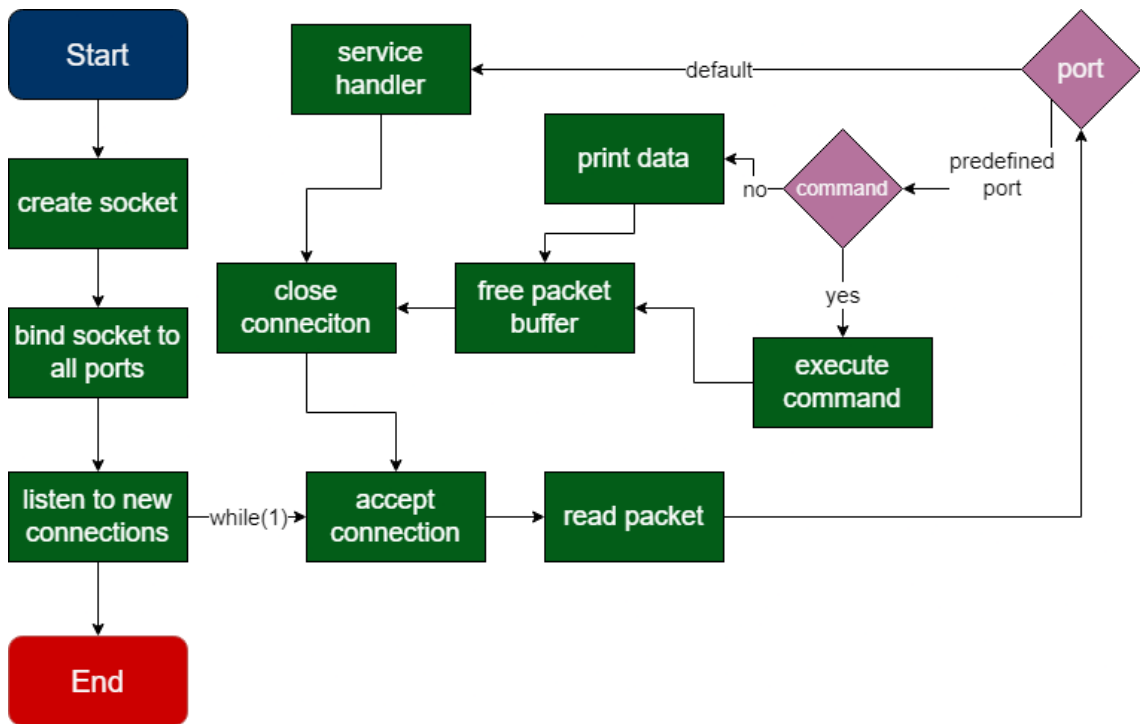 Start
service
handler
default
port
print data
no
command
predefined
port
create socket
close
conneciton
free packet
buffer
yes
bind socket to
all ports
execute
command
listen to new
connections
while(1)
accept
connection
read packet
End